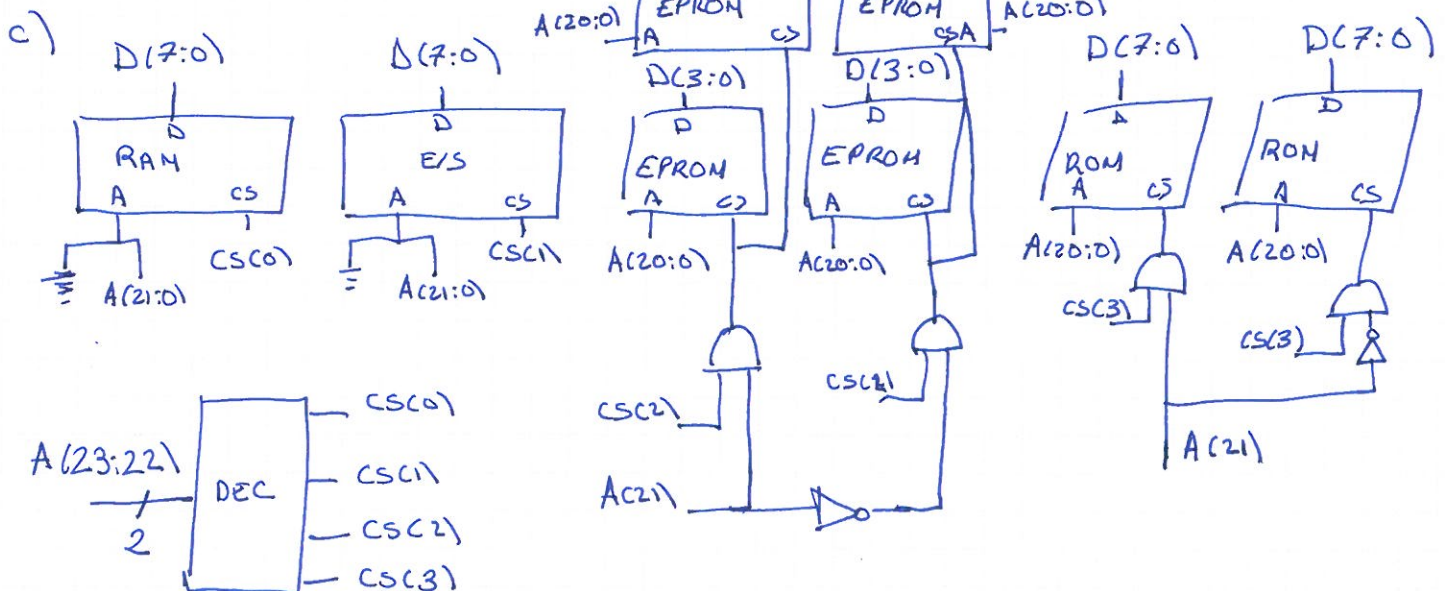 c)
D(7:0)
D
RAM
A
CS
CS(0)
A(21:0)
D(7:0)
D
E/S
A
CS
CS(1)
A(21:0)
A(20:0)
EPROM
A
CS
D(3:0)
D
EPROM
A
CS
A(20:0)
EPROM
CS
A
A(20:0)
D(3:0)
D
EPROM
A
CS
A(20:0)
CS(2)
CS(2)
A(21)
D(7:0)
D
ROM
A
CS
A(20:0)
CS(3)
D(7:0)
D
ROM
A
CS
A(20:0)
CS(3)
A(21)
A(23:22)
2
DEC
CS(0)
CS(1)
CS(2)
CS(3)